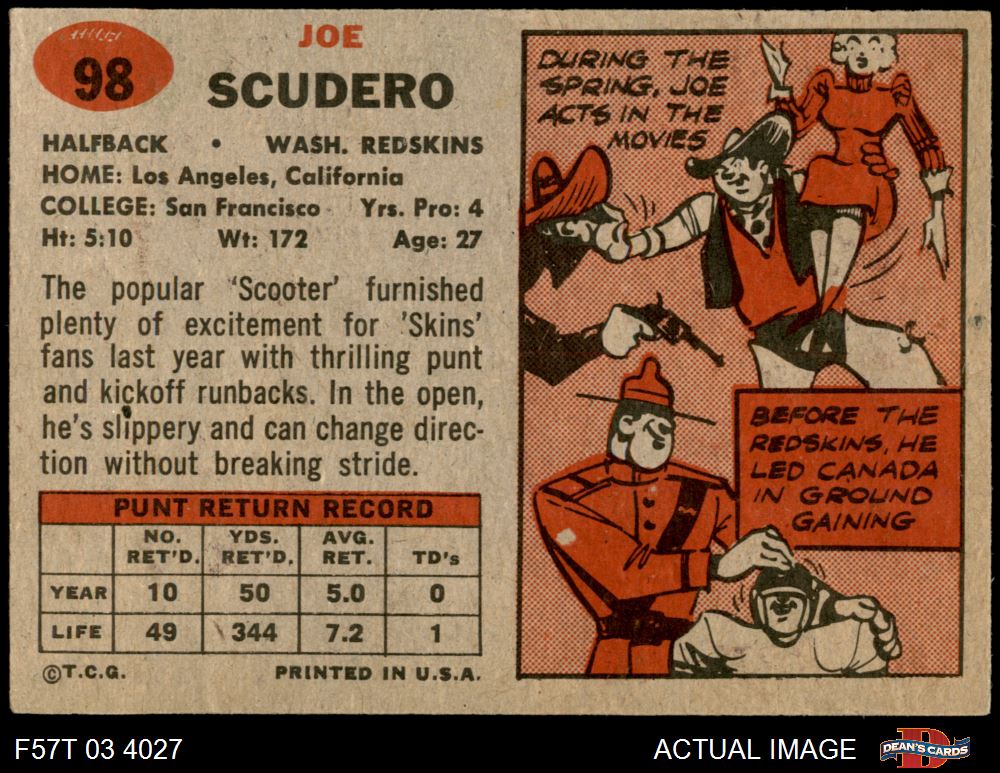 98
JOE
SCUDERO
HALFBACK • WASH. REDSKINS
HOME: Los Angeles, California
COLLEGE: San Francisco Yrs. Pro: 4
Ht: 5:10 Wt: 172 Age: 27
The popular 'Scooter' furnished
plenty of excitement for 'Skins'
fans last year with thrilling punt
and kickoff runbacks. In the open,
he's slippery and can change direc-
tion without breaking stride.
PUNT RETURN RECORD
NO. YDS. AVG.
RET'D. RET'D. RET. TD's
YEAR 10 50 5.0 0
LIFE 49 344 7.2 1
©T.C.G. PRINTED IN U.S.A.
DURING THE
SPRING, JOE
ACTS IN THE
MOVIES
BEFORE THE
REDSKINS, HE
LED CANADA
IN GROUND
GAINING
F57T 03 4027
ACTUAL IMAGE
DEAN'S CARDS